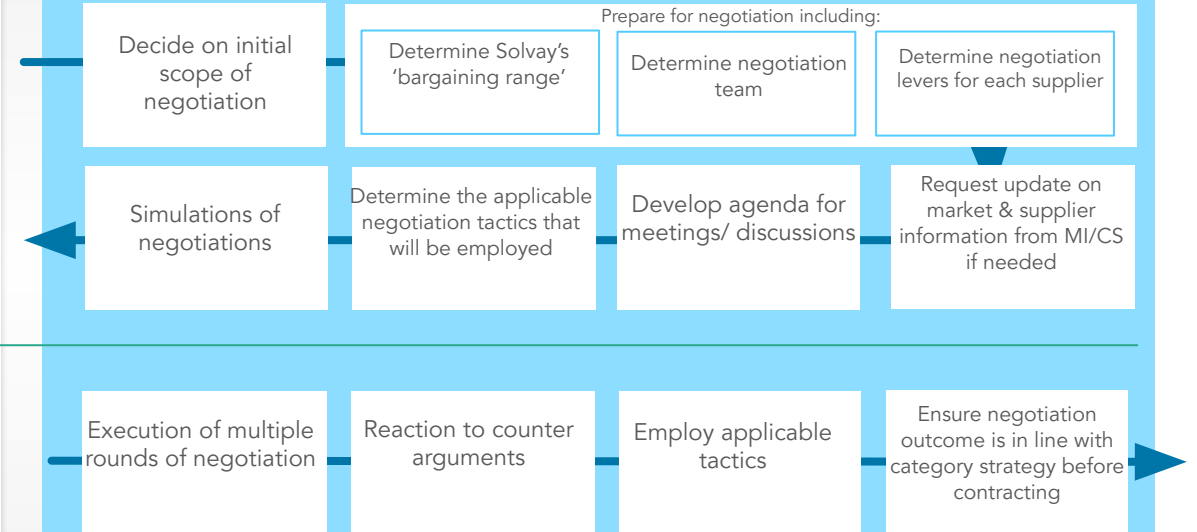 Prepare for negotiation including:
Decide on initial
scope of
negotiation
Determine Solvay's
'bargaining range'
Determine negotiation
team
Determine negotiation
levers for each supplier
Simulations of
negotiations
Determine the applicable
negotiation tactics that
will be employed
Develop agenda for
meetings/ discussions
Request update on
market & supplier
information from MI/CS
if needed
Execution of multiple
rounds of negotiation
Reaction to counter
arguments
Employ applicable
tactics
Ensure negotiation
outcome is in line with
category strategy before
contracting